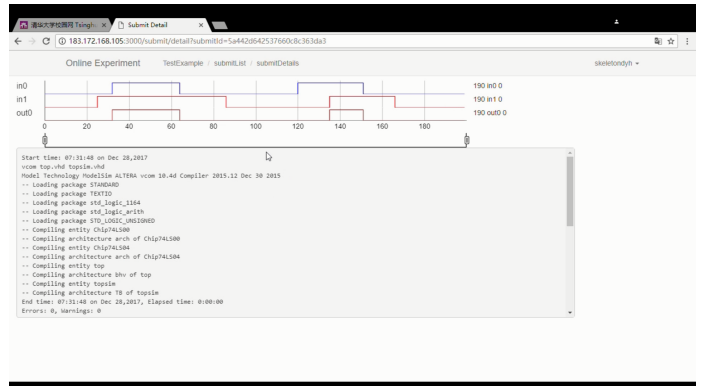 清华大学校园网 Tsinghu
Submit Detail
183.172.168.105:3000/submit/detail?submitId=5a442d642537660c8c363da3
Online Experiment
TestExample / submitList / submitDetails
skeletondyh
in0
190 in0 0
in1
190 in1 0
out0
190 out0 0
0 20 40 60 80 100 120 140 160 180
Start time: 07:31:48 on Dec 28,2017
vcom top.vhd topsim.vhd
Model Technology ModelSim ALTERA vcom 10.4d Compiler 2015.12 Dec 30 2015
-- Loading package STANDARD
-- Loading package TEXTIO
-- Loading package std_logic_1164
-- Loading package std_logic_arith
-- Loading package STD_LOGIC_UNSIGNED
-- Compiling entity Chip74LS00
-- Compiling architecture arch of Chip74LS00
-- Compiling entity Chip74LS04
-- Compiling architecture arch of Chip74LS04
-- Compiling entity top
-- Compiling architecture bhv of top
-- Compiling entity topsim
-- Compiling architecture TB of topsim
End time: 07:31:48 on Dec 28,2017, Elapsed time: 0:00:00
Errors: 0, Warnings: 0